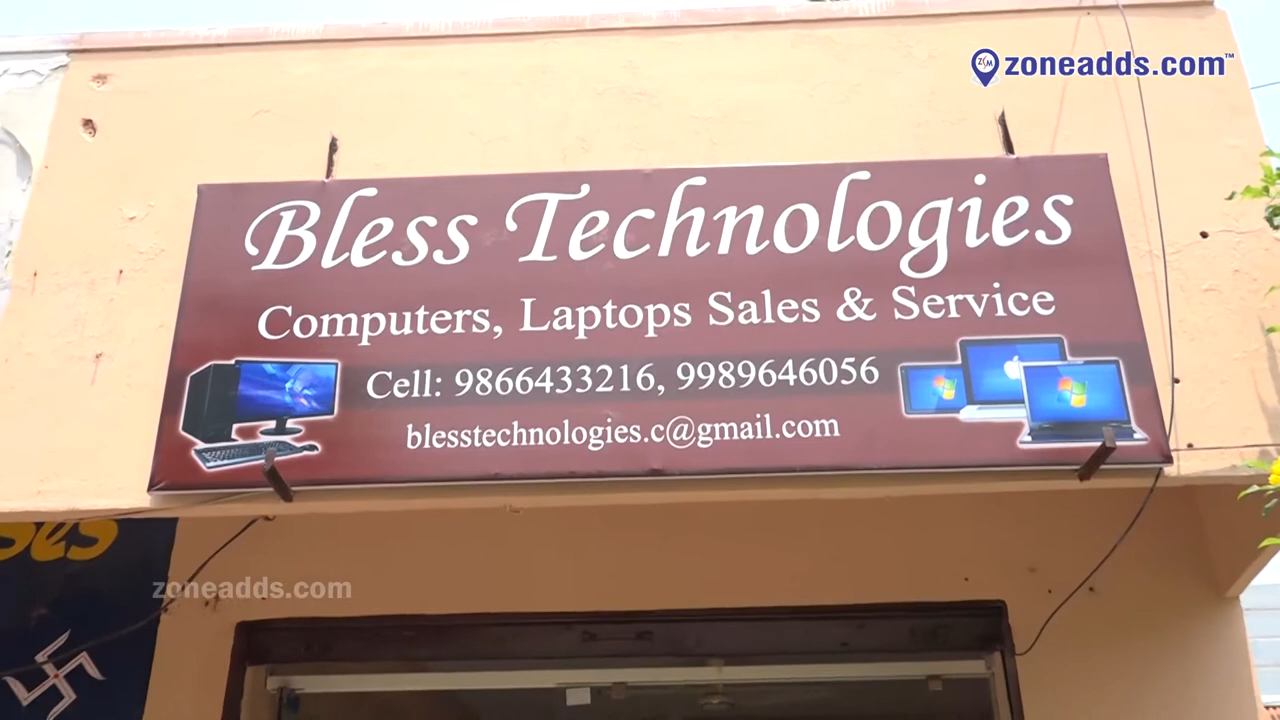 zoneadds.com™
Bless Technologies
Computers, Laptops Sales & Service
Cell: 9866433216, 9989646056
blesstechnologies.c@gmail.com
zoneadds.com